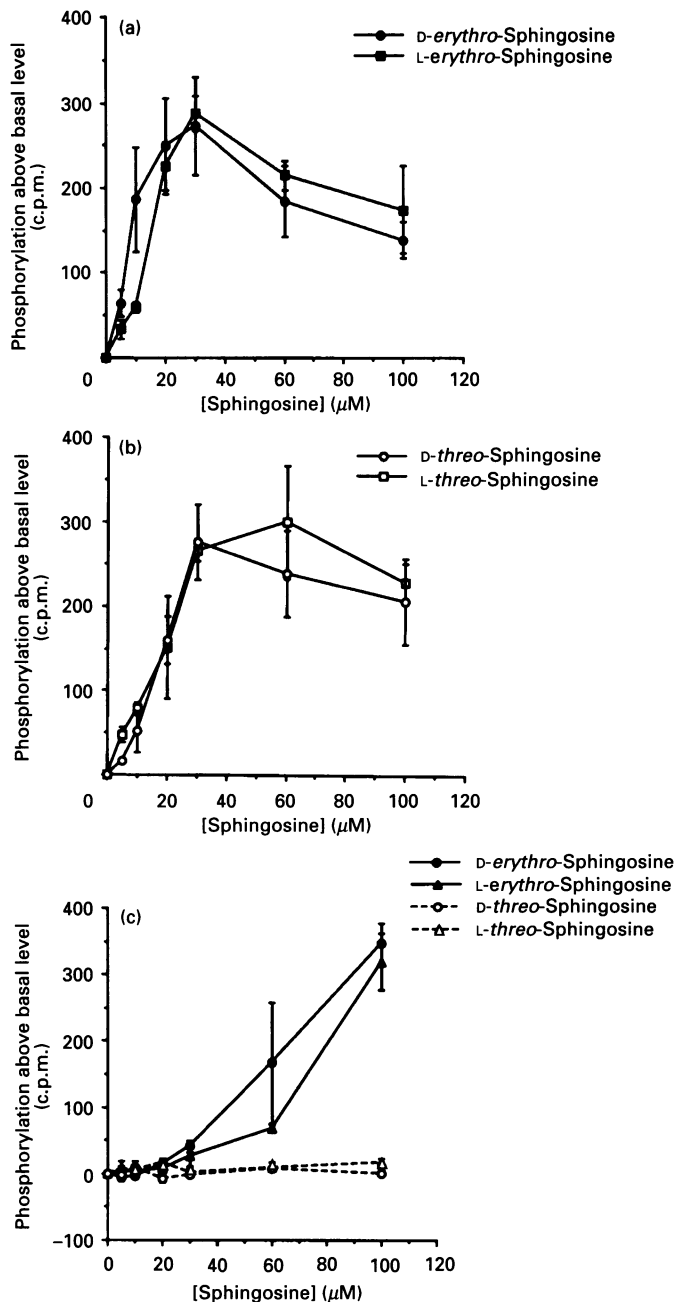 (a)
D-erythro-Sphingosine
L-erythro-Sphingosine
Phosphorylation above basal level
(c.p.m.)
400
300
200
100
0
20
40
60
80
100
120
[Sphingosine] (μM)
(b)
D-threo-Sphingosine
L-threo-Sphingosine
Phosphorylation above basal level
(c.p.m.)
400
300
200
100
0
20
40
60
80
100
120
[Sphingosine] (μM)
(c)
D-erythro-Sphingosine
L-erythro-Sphingosine
D-threo-Sphingosine
L-threo-Sphingosine
Phosphorylation above basal level
(c.p.m.)
400
300
200
100
0
−100
0
20
40
60
80
100
120
[Sphingosine] (μM)